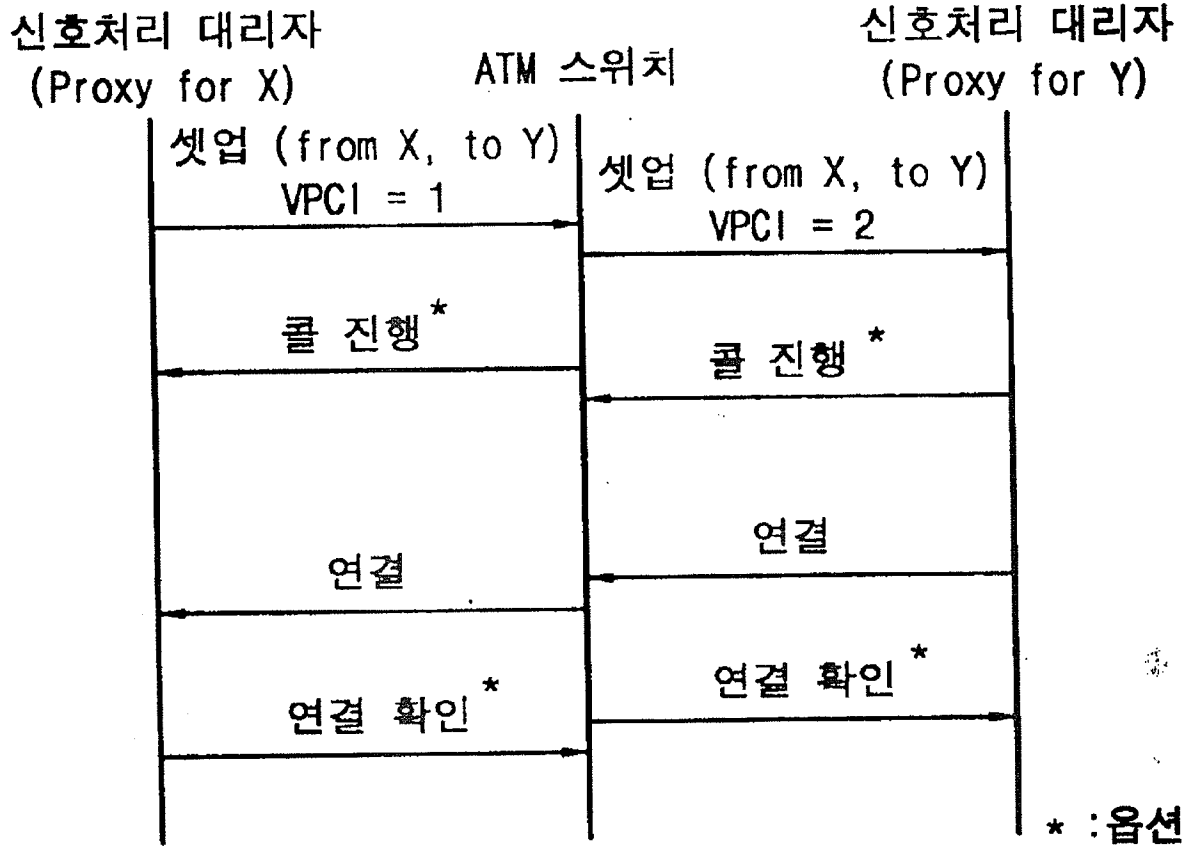 신호처리 대리자
(Proxy for X)
ATM 스위치
신호처리 대리자
(Proxy for Y)
셋업 (from X, to Y)
VPCI = 1
셋업 (from X, to Y)
VPCI = 2
콜 진행*
콜 진행*
연결
연결
연결 확인*
연결 확인*
* :옵션